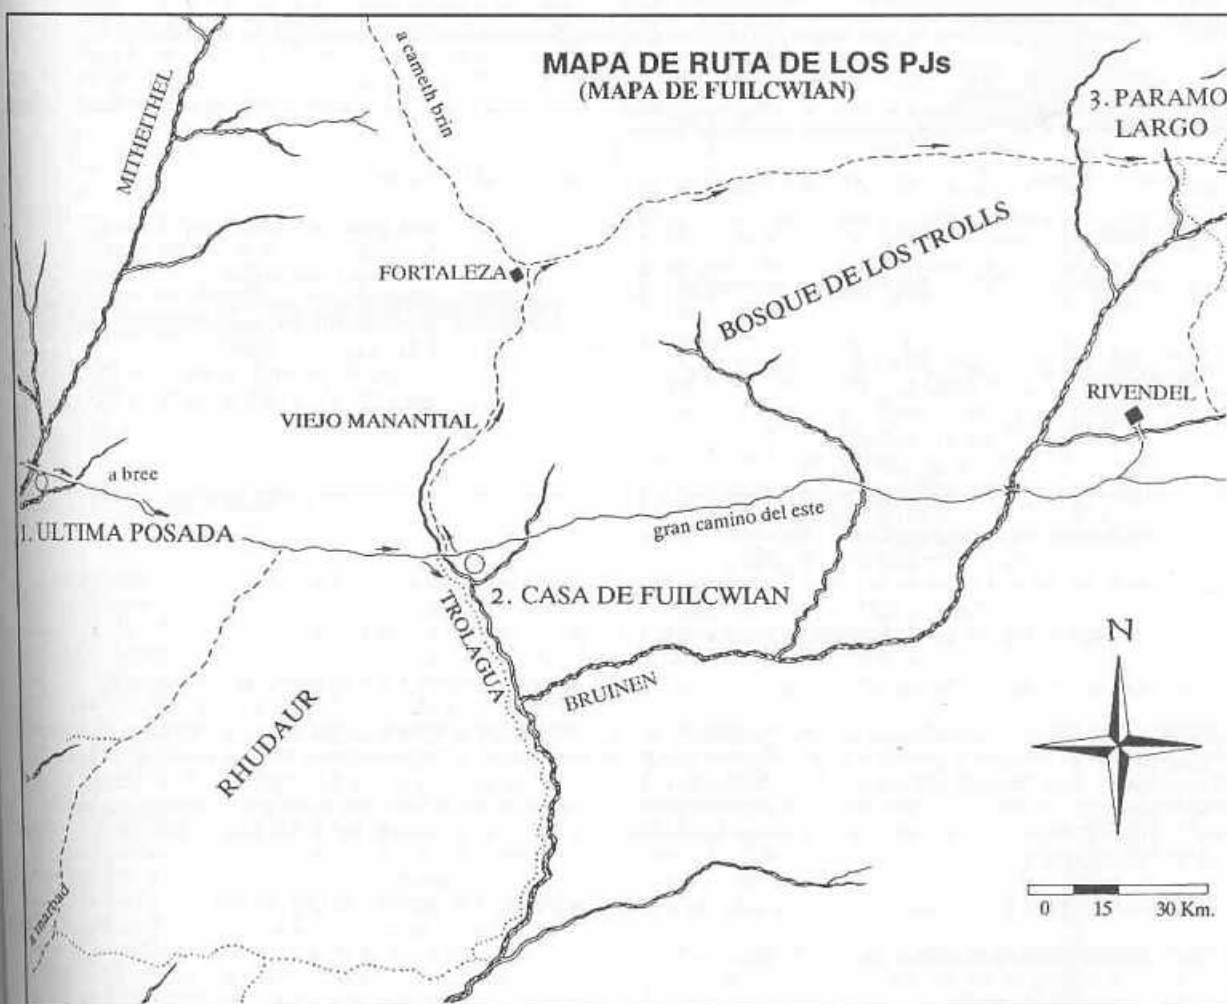 MAPA DE RUTA DE LOS PJs
(MAPA DE FUILCWIAN)
a cameth brin
MITHEITHEL
3. PARAMO
LARGO
BOSQUE DE LOS TROLLS
FORTALEZA
RIVENDEL
VIEJO MANANTIAL
a bree
gran camino del este
1. ULTIMA POSADA
2. CASA DE FUILCWIAN
TROLAGUA
BRUINEN
RHUDAUR
N
a tharbad
0 15 30 Km.